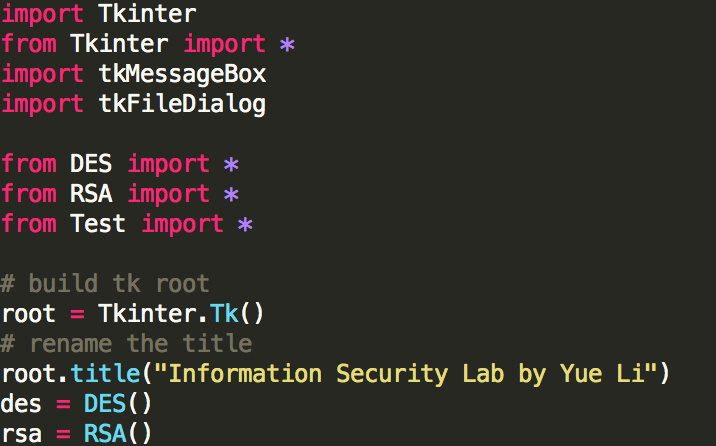 import Tkinter
from Tkinter import *
import tkMessageBox
import tkFileDialog
from DES import *
from RSA import *
from Test import *
# build tk root
root = Tkinter.Tk()
# rename the title
root.title("Information Security Lab by Yue Li")
des = DES()
rsa = RSA()